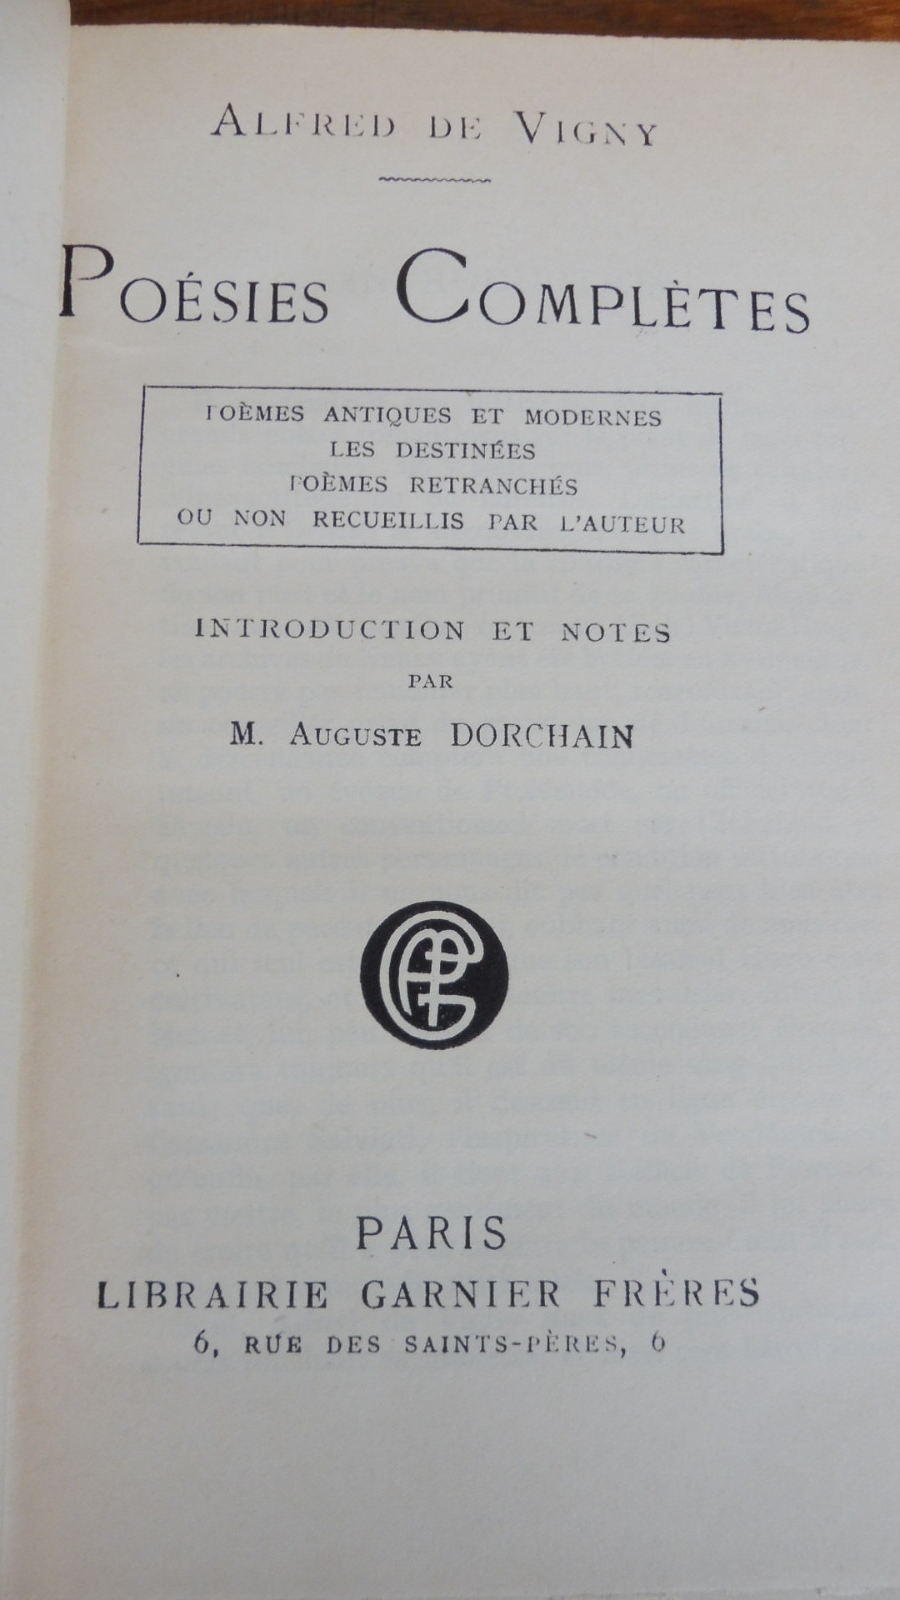 ALFRED DE VIGNY
POÉSIES COMPLÈTES
POÈMES ANTIQUES ET MODERNES
LES DESTINÉES
POÈMES RETRANCHÉS
OU NON RECUEILLIS PAR L'AUTEUR
INTRODUCTION ET NOTES
PAR
M. AUGUSTE DORCHAIN
PARIS
LIBRAIRIE GARNIER FRÈRES
6, RUE DES SAINTS-PÈRES, 6